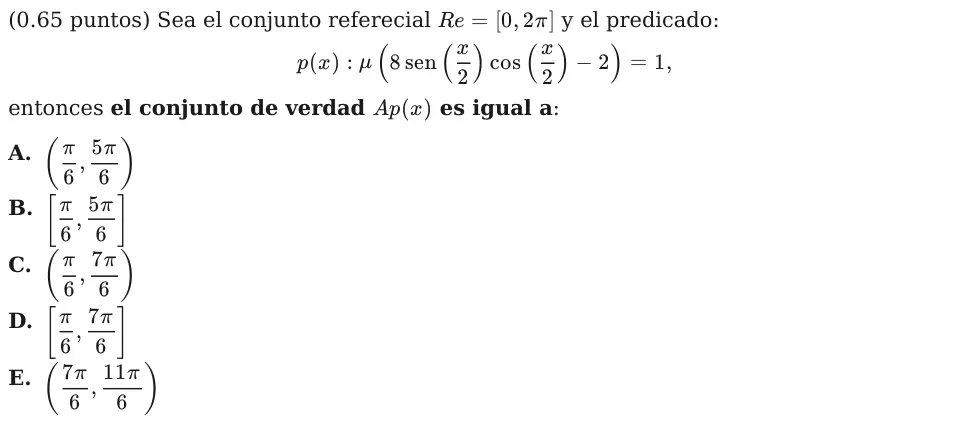 (0.65 puntos) Sea el conjunto referecial Re = [0, 2π] y el predicado:
p(x) : μ (8 sen (x/2) cos (x/2) − 2) = 1,
entonces el conjunto de verdad Ap(x) es igual a:
A. (π/6, 5π/6)
B. [π/6, 5π/6]
C. (π/6, 7π/6)
D. [π/6, 7π/6]
E. (7π/6, 11π/6)